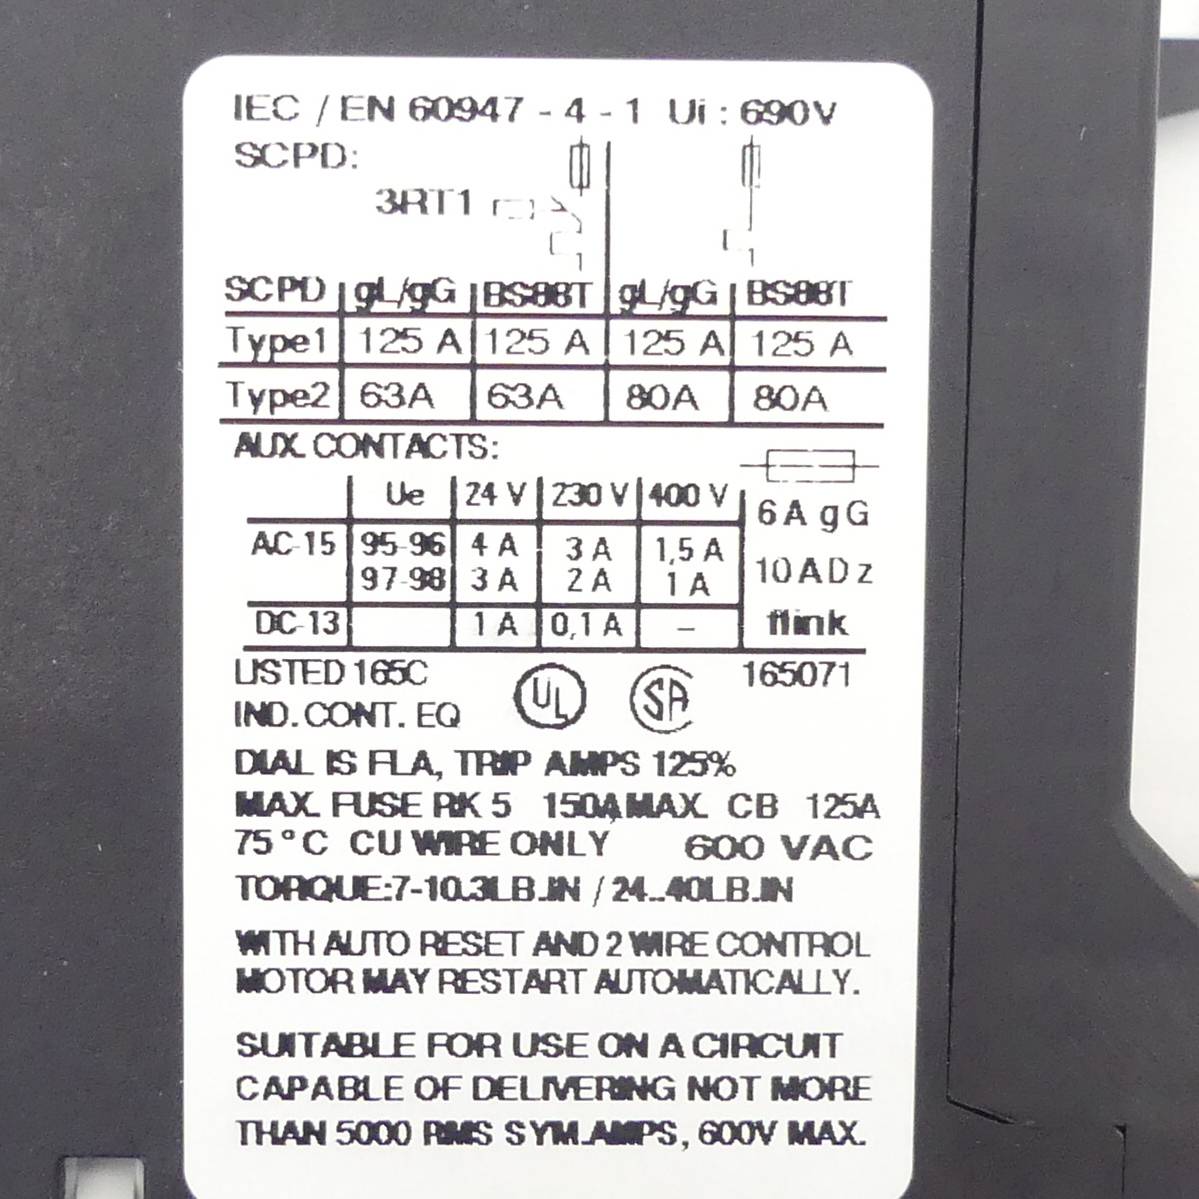 IEC / EN 60947 - 4 - 1 Ui : 690V
SCPD:
3RT1
SCPD gL/gG BS88T gL/gG BS88T
Type1 125 A 125 A 125 A 125 A
Type2 63A 63A 80A 80A
AUX. CONTACTS:
Ue 24 V 230 V 400 V
6 A gG
AC-15 95-96 4 A 3 A 1,5 A
97-98 3 A 2 A 1 A
10 A Dz
DC-13 1 A 0,1 A –
flink
LISTED 165C UL SA 165071
IND. CONT. EQ
DIAL IS FLA, TRIP AMPS 125%
MAX. FUSE RK 5 150A,MAX. CB 125A
75°C CU WIRE ONLY 600 VAC
TORQUE:7-10.3LB.IN / 24..40LB.IN
WITH AUTO RESET AND 2 WIRE CONTROL
MOTOR MAY RESTART AUTOMATICALLY.
SUITABLE FOR USE ON A CIRCUIT
CAPABLE OF DELIVERING NOT MORE
THAN 5000 RMS SYM.AMPS, 600V MAX.